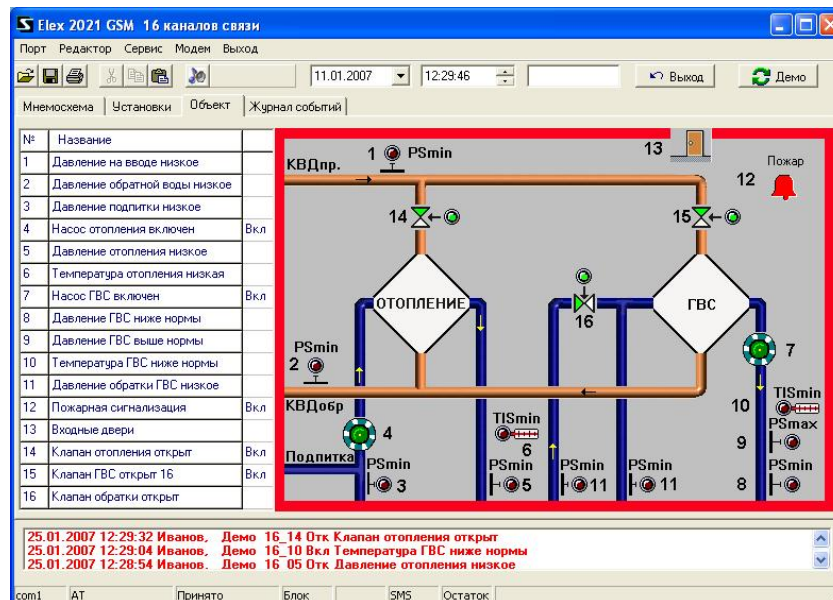 Elex 2021 GSM 16 каналов связи
Порт Редактор Сервис Модем Выход
11.01.2007 12:29:46 Выход Демо
Мнемосхема Установки Объект Журнал событий
№ Название
1 Давление на вводе низкое
2 Давление обратной воды низкое
3 Давление подпитки низкое
4 Насос отопления включен Вкл
5 Давление отопления низкое
6 Температура отопления низкая
7 Насос ГВС включен Вкл
8 Давление ГВС ниже нормы
9 Давление ГВС выше нормы
10 Температура ГВС ниже нормы
11 Давление обратки ГВС низкое
12 Пожарная сигнализация Вкл
13 Входные двери
14 Клапан отопления открыт Вкл
15 Клапан ГВС открыт 16 Вкл
16 Клапан обратки открыт
КВДпр. 1 PSmin 13
Пожар
12
14 15
ОТОПЛЕНИЕ ГВС
16
PSmin
2
7
КВДобр
TISmin
10
TISmin
6
PSmax
9
4
Подпитка
PSmin
3
PSmin
5
PSmin
11
PSmin
11
PSmin
8
25.01.2007 12:29:32 Иванов, Демо 16_14 Отк Клапан отопления открыт
25.01.2007 12:29:04 Иванов, Демо 16_10 Вкл Температура ГВС ниже нормы
25.01.2007 12:28:54 Иванов. Демо 16 05 Отк Давление отопления низкое
com1 AT Принято Блок SMS Остаток